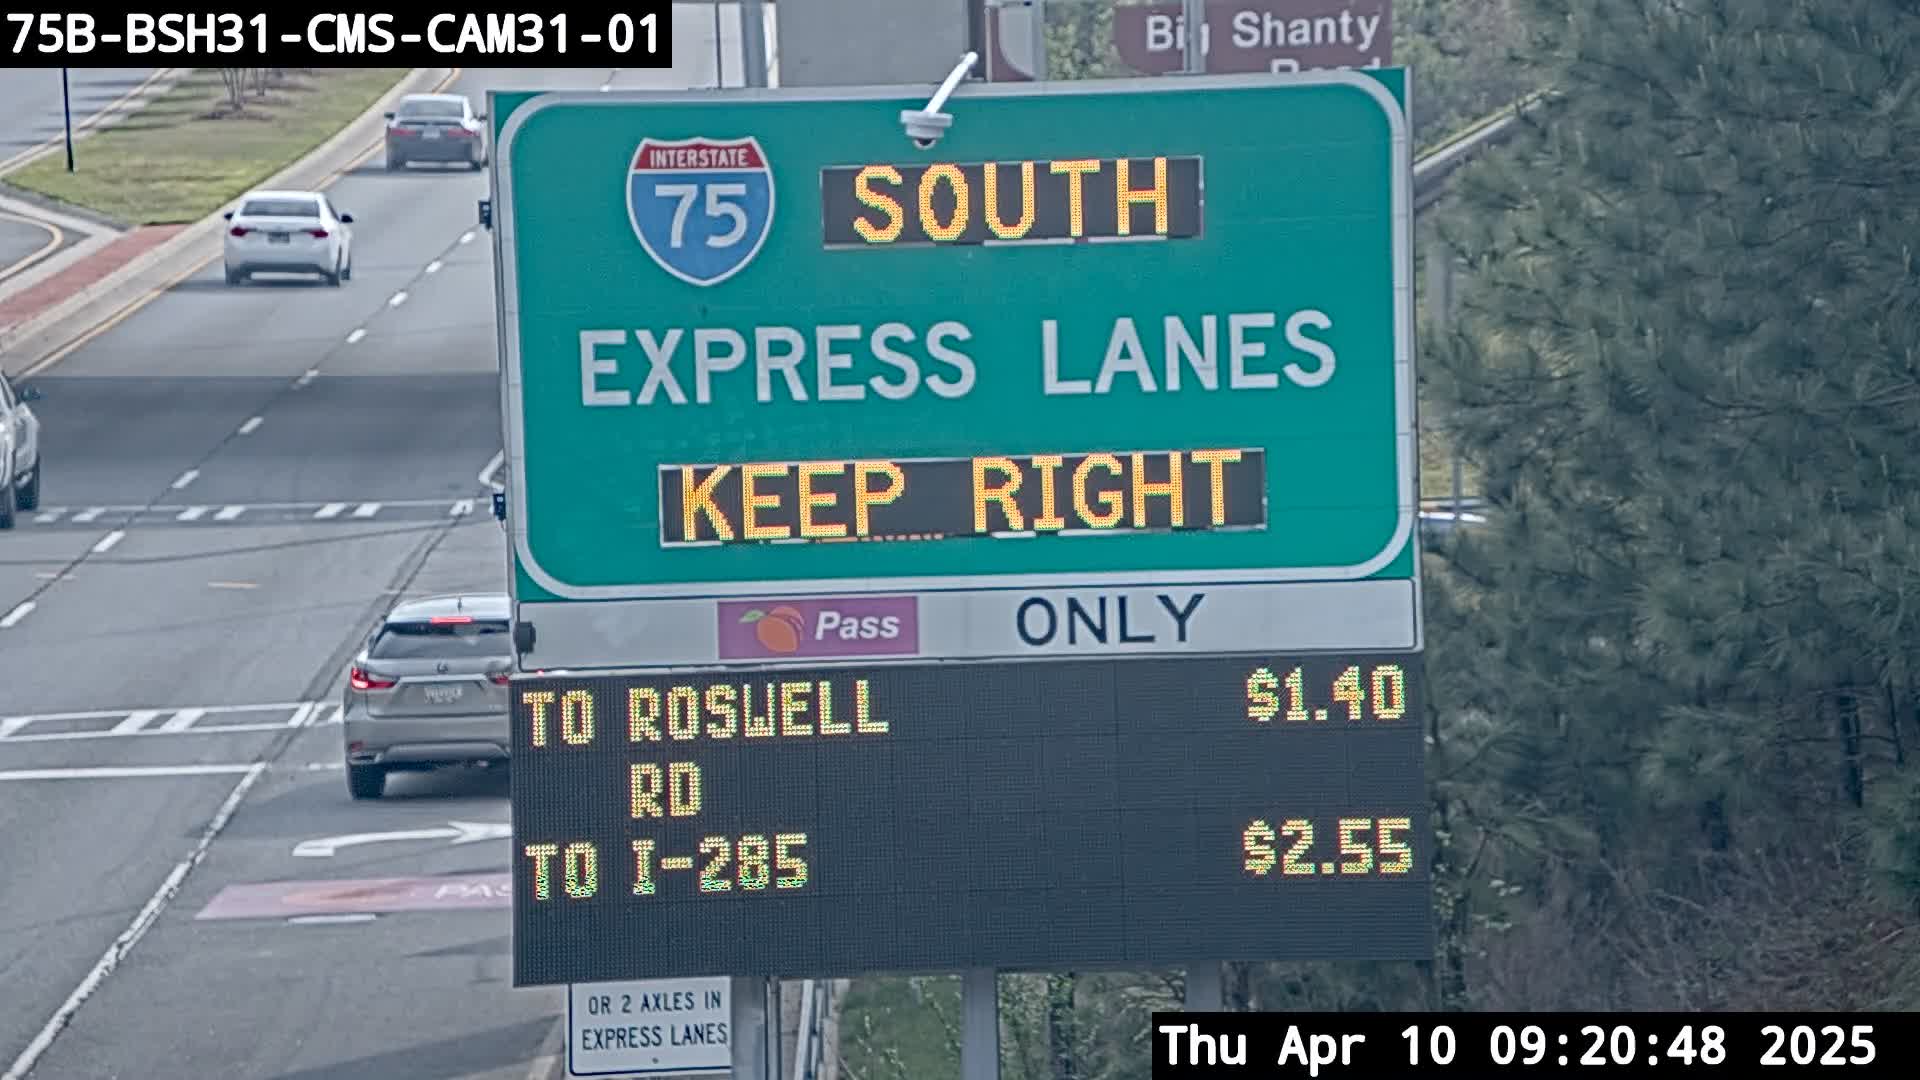 75B-BSH31-CMS-CAM31-01
Big Shanty
Road
INTERSTATE
75
SOUTH
EXPRESS LANES
KEEP RIGHT
Pass ONLY
TO ROSWELL $1.40
RD
TO I-285 $2.55
OR 2 AXLES IN
EXPRESS LANES
Thu Apr 10 09:20:48 2025